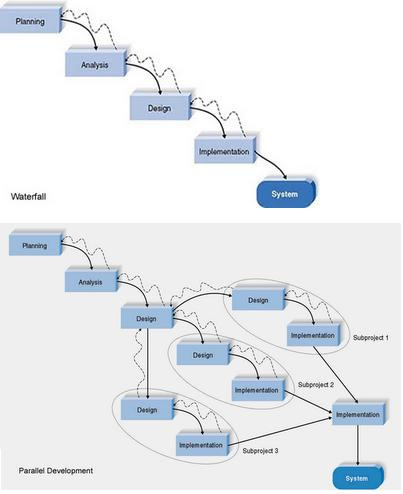 Planning
Analysis
Design
Implementation
System
Waterfall
Planning
Analysis
Design
Design
Implementation
Subproject 1
Design
Implementation
Subproject 2
Design
Implementation
Subproject 3
Implementation
System
Parallel Development